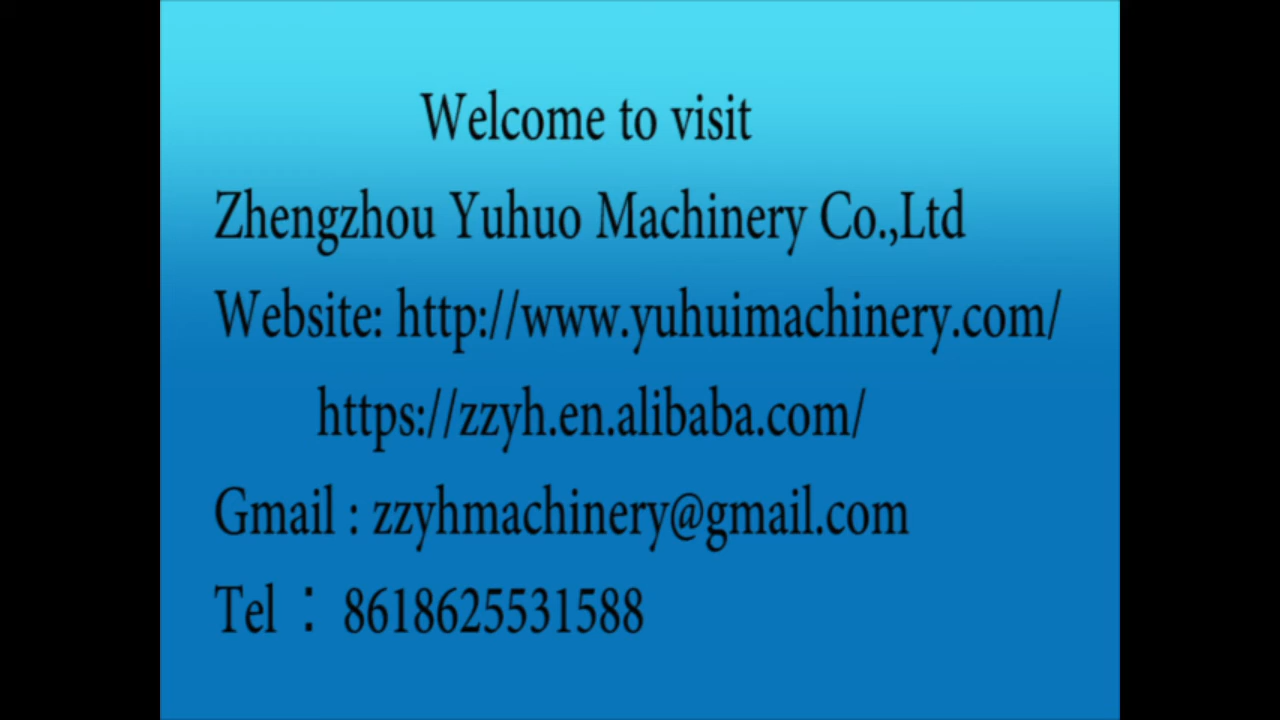 Welcome to visit
Zhengzhou Yuhuo Machinery Co.,Ltd
Website: http://www.yuhuimachinery.com/
https://zzyh.en.alibaba.com/
Gmail : zzyhmachinery@gmail.com
Tel：8618625531588